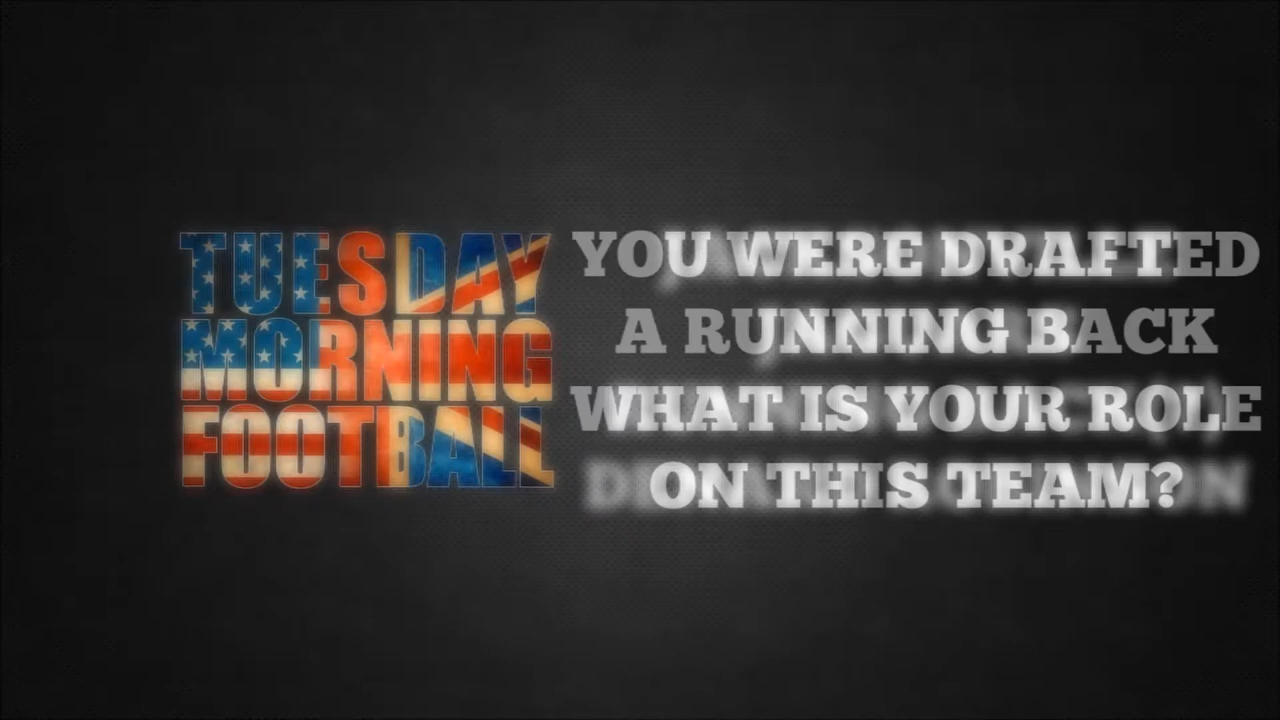 TUESDAY
MORNING
FOOTBALL
YOU WERE DRAFTED
A RUNNING BACK
WHAT IS YOUR ROLE
ON THIS TEAM?